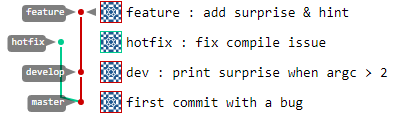 feature feature : add surprise & hint
hotfix hotfix : fix compile issue
develop dev : print surprise when argc > 2
master first commit with a bug